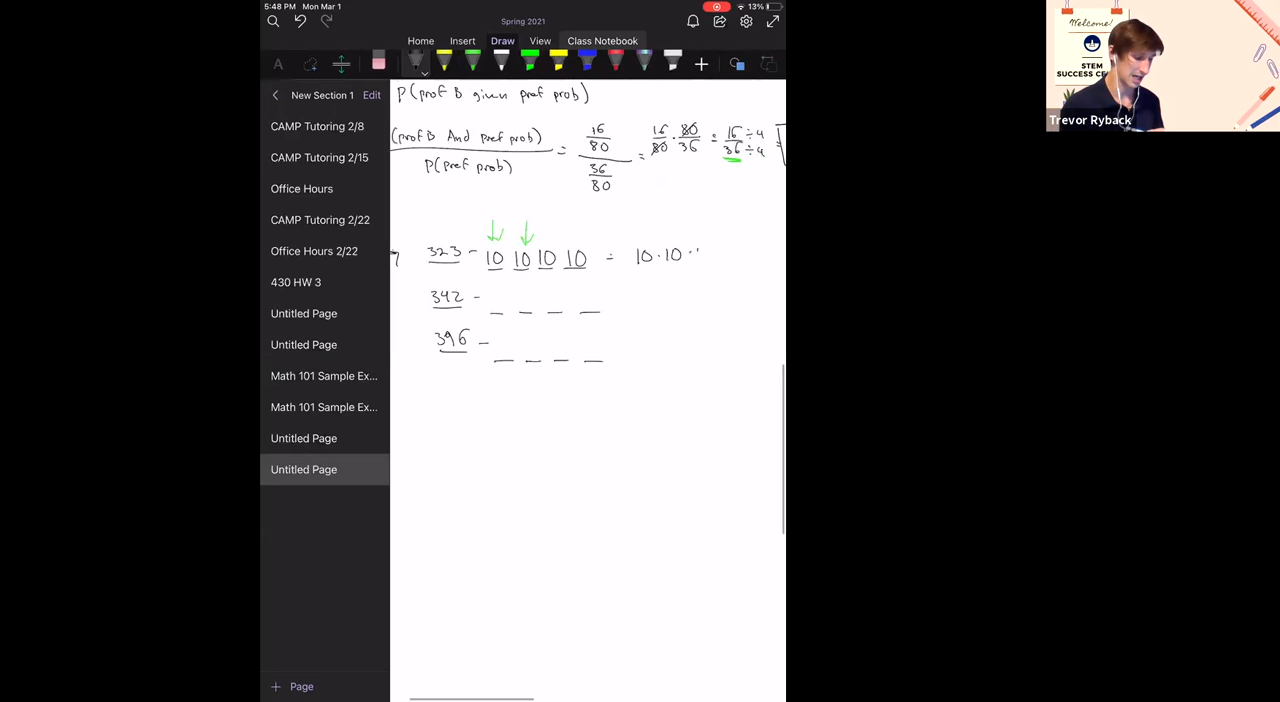 5:48 PM Mon Mar 1
13%
Spring 2021
Home Insert Draw View Class Notebook
New Section 1 Edit
CAMP Tutoring 2/8
CAMP Tutoring 2/15
Office Hours
CAMP Tutoring 2/22
Office Hours 2/22
430 HW 3
Untitled Page
Untitled Page
Math 101 Sample Ex...
Math 101 Sample Ex...
Untitled Page
Untitled Page
+ Page
P(prof B given pref prob)
(prof B And pref prob) / P(pref prob) = 16/80 / 36/80 = 16/80 · 80/36 = 16 ÷4 / 36 ÷4 =
323 - 10 10 10 10 = 10 · 10 ·
342 - _ _ _ _
396 - _ _ _ _
Welcome!
STEM
SUCCESS CE
Trevor Ryback